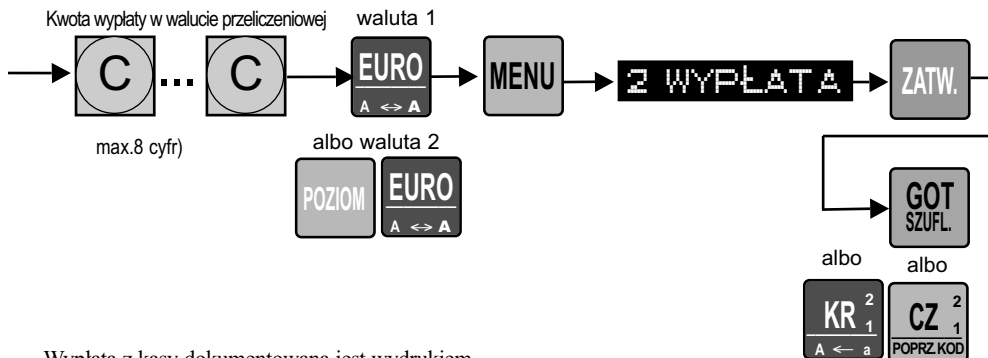 Kwota wypłaty w walucie przeliczeniowej
waluta 1
C ... C
EURO
A <-> A
MENU
2 WYPŁATA
ZATW.
max.8 cyfr)
albo waluta 2
POZIOM
EURO
A <-> A
GOT
SZUFL.
albo
albo
KR 2 1
A <- a
CZ 2 1
POPRZ.KOD
Wypłata z kasy dokumentowana jest wydrukiem